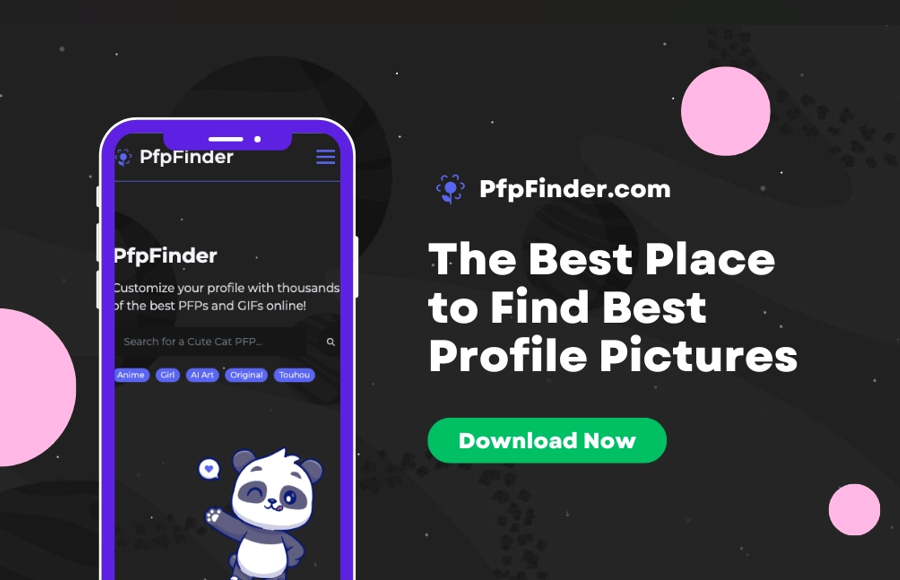 PfpFinder
PfpFinder
Customize your profile with thousands
of the best PFPs and GIFs online!
Search for a Cute Cat PFP...
Anime
Girl
AI Art
Original
Touhou
PfpFinder.com
The Best Place
to Find Best
Profile Pictures
Download Now